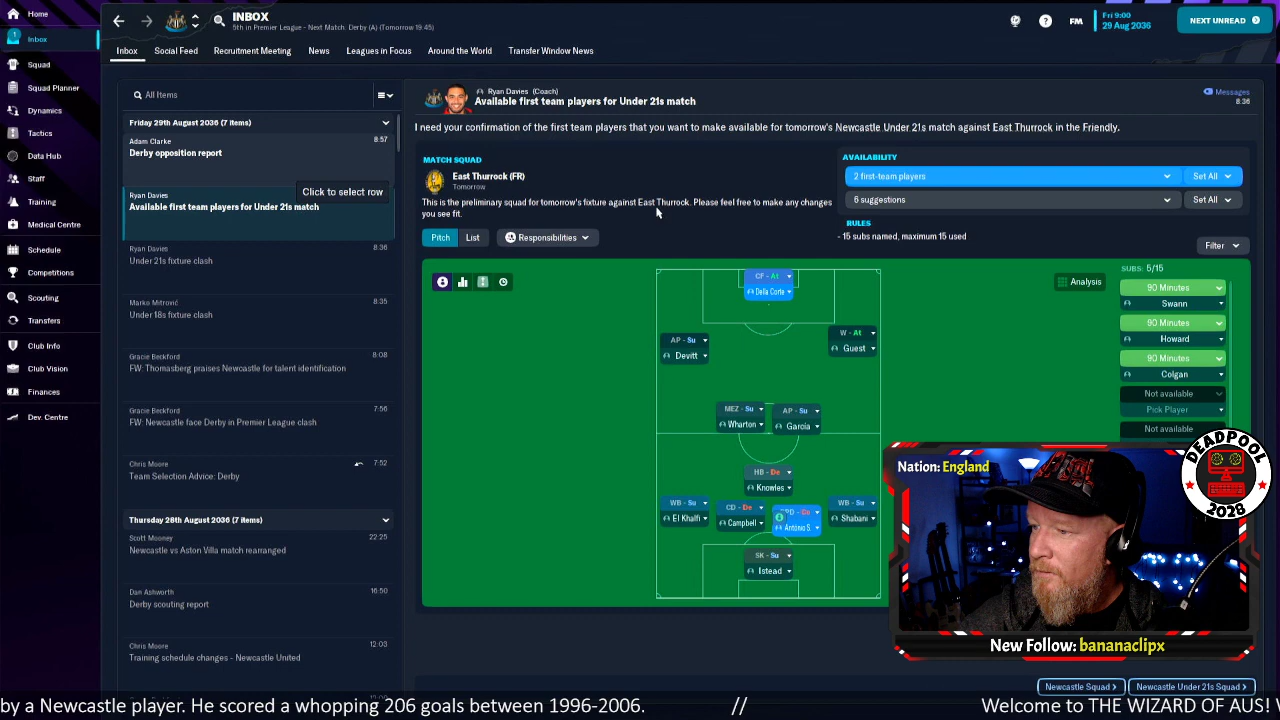 Home
INBOX
5th in Premier League - Next Match: Derby (A) (Tomorrow 19:45)
FM
Fri 9:00
29 Aug 2036
NEXT UNREAD
1
Inbox
Inbox
Social Feed
Recruitment Meeting
News
Leagues in Focus
Around the World
Transfer Window News
Squad
Squad Planner
Dynamics
Tactics
Data Hub
Staff
Training
Medical Centre
Schedule
Competitions
Scouting
Transfers
Club Info
Club Vision
Finances
Dev. Centre
All Items
Friday 29th August 2036 (7 items)
Adam Clarke
8:57
Derby opposition report
Click to select row
Ryan Davies
Available first team players for Under 21s match
Ryan Davies
8:36
Under 21s fixture clash
Marko Mitrović
8:35
Under 18s fixture clash
Gracie Beckford
8:08
FW: Thomasberg praises Newcastle for talent identification
Gracie Beckford
7:56
FW: Newcastle face Derby in Premier League clash
Chris Moore
7:52
Team Selection Advice: Derby
Thursday 28th August 2036 (7 items)
Scott Mooney
22:25
Newcastle vs Aston Villa match rearranged
Dan Ashworth
16:50
Derby scouting report
Chris Moore
12:03
Training schedule changes - Newcastle United
Ryan Davies (Coach)
Available first team players for Under 21s match
Messages
8:36
I need your confirmation of the first team players that you want to make available for tomorrow's Newcastle Under 21s match against East Thurrock in the Friendly.
MATCH SQUAD
East Thurrock (FR)
Tomorrow
This is the preliminary squad for tomorrow's fixture against East Thurrock. Please feel free to make any changes
you see fit.
AVAILABILITY
2 first-team players
Set All
6 suggestions
Set All
RULES
- 15 subs named, maximum 15 used
Pitch
List
Responsibilities
Filter
Analysis
CF - At
Della Corte
AP - Su
Devitt
W - At
Guest
MEZ - Su
Wharton
AP - Su
Garcia
HB - De
Knowles
WB - Su
El Khalfi
CD - De
Campbell
António S
WB - Su
Shabani
SK - Su
Istead
SUBS: 5/15
90 Minutes
Swann
90 Minutes
Howard
90 Minutes
Colgan
Not available
Pick Player
Not available
Nation: England
DEADPOOL
2028
New Follow: bananaclipx
Newcastle Squad
Newcastle Under 21s Squad
by a Newcastle player. He scored a whopping 206 goals between 1996-2006. // Welcome to THE WIZARD OF AUS!